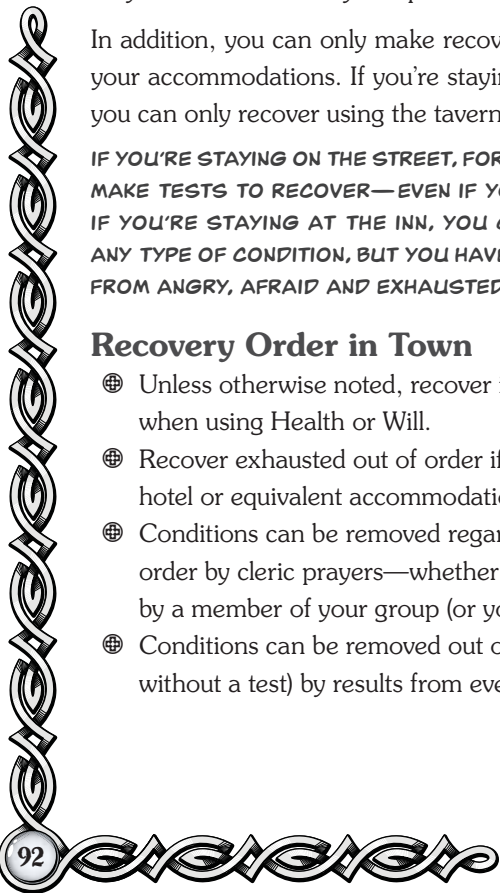 In addition, you can only make recov
your accommodations. If you're stayin
you can only recover using the tavern
IF YOU'RE STAYING ON THE STREET, FOR
MAKE TESTS TO RECOVER—EVEN IF YO
IF YOU'RE STAYING AT THE INN, YOU
ANY TYPE OF CONDITION, BUT YOU HAVE
FROM ANGRY, AFRAID AND EXHAUSTED
Recovery Order in Town
Unless otherwise noted, recover
when using Health or Will.
Recover exhausted out of order if
hotel or equivalent accommodatio
Conditions can be removed regar
order by cleric prayers—whether
by a member of your group (or yo
Conditions can be removed out o
without a test) by results from eve
92